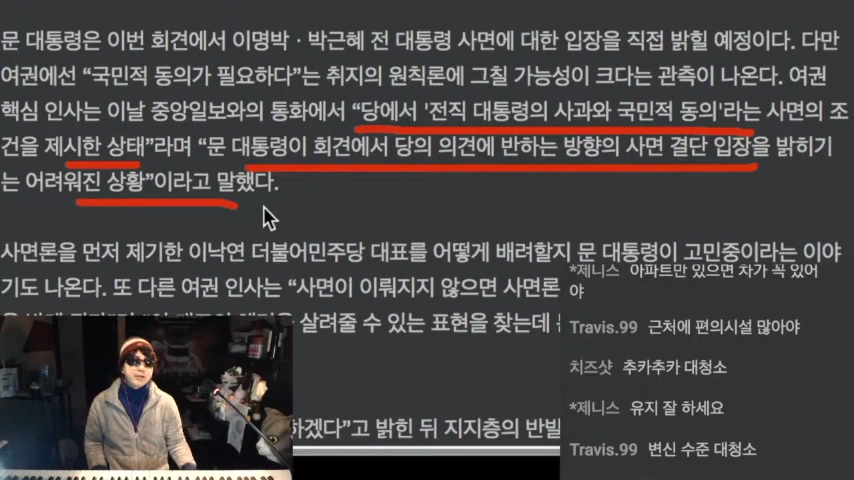 문 대통령은 이번 회견에서 이명박 · 박근혜 전 대통령 사면에 대한 입장을 직접 밝힐 예정이다. 다만
여권에선 “국민적 동의가 필요하다”는 취지의 원칙론에 그칠 가능성이 크다는 관측이 나온다. 여권
핵심 인사는 이날 중앙일보와의 통화에서 “당에서 '전직 대통령의 사과와 국민적 동의'라는 사면의 조
건을 제시한 상태”라며 “문 대통령이 회견에서 당의 의견에 반하는 방향의 사면 결단 입장을 밝히기
는 어려워진 상황”이라고 말했다.
사면론을 먼저 제기한 이낙연 더불어민주당 대표를 어떻게 배려할지 문 대통령이 고민중이라는 이야
기도 나온다. 또 다른 여권 인사는 “사면이 이뤄지지 않으면 사면론
살려줄 수 있는 표현을 찾는데
하겠다”고 밝힌 뒤 지지층의 반발
*제니스 아파트만 있으면 차가 꼭 있어
야
Travis.99 근처에 편의시설 많아야
치즈샷 추카추카 대청소
*제니스 유지 잘 하세요
Travis.99 변신 수준 대청소